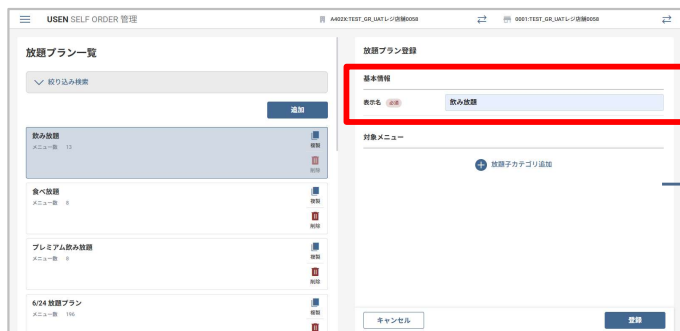 USEN SELF ORDER 管理
A402X:TEST_GR_UATレジ店舗0058
0001:TEST_GR_UATレジ店舗0058
放題プラン一覧
絞り込み検索
追加
飲み放題
メニュー数 13
複製
削除
食べ放題
メニュー数 8
複製
削除
プレミアム飲み放題
メニュー数 8
複製
削除
6/24 放題プラン
メニュー数 196
複製
放題プラン登録
基本情報
表示名 必須 飲み放題
対象メニュー
放題子カテゴリ追加
キャンセル
登録